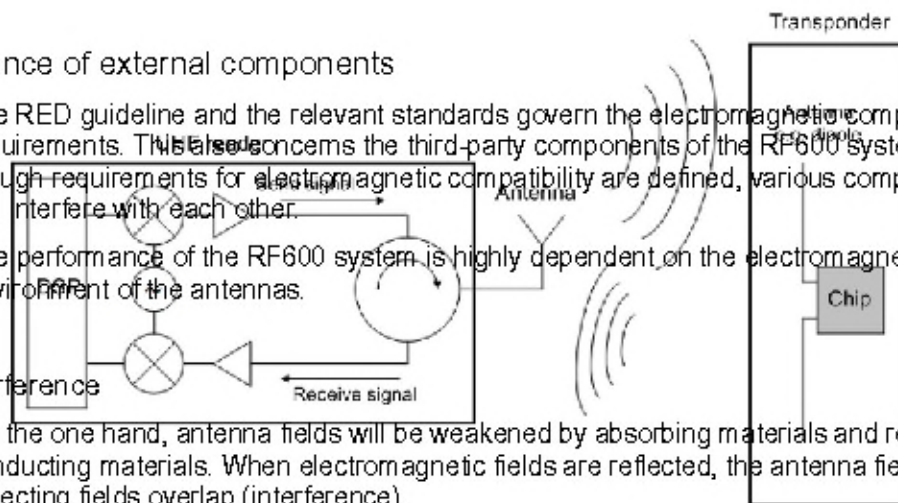 Transponder
nce of external components
e RED guideline and the relevant standards govern the electromagnetic comp
uirements. This also concerns the third-party components of the RF600 syste
ugh requirements for electromagnetic compatibility are defined, various comp
nterfere with each other.
Antenna
e performance of the RF600 system is highly dependent on the electromagne
vironment of the antennas.
Chip
rference
Receive signal
the one hand, antenna fields will be weakened by absorbing materials and re
nducting materials. When electromagnetic fields are reflected, the antenna fie
ecting fields overlap (interference)